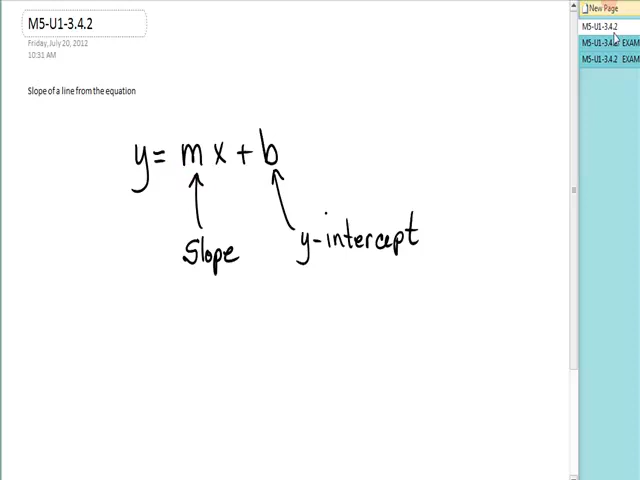 M5-U1-3.4.2
Friday, July 20, 2012
10:31 AM
Slope of a line from the equation
y = mx + b
Slope
y-intercept
New Page
M5-U1-3.4.2
M5-U1-3.4.2 EXAM
M5-U1-3.4.2 EXAM